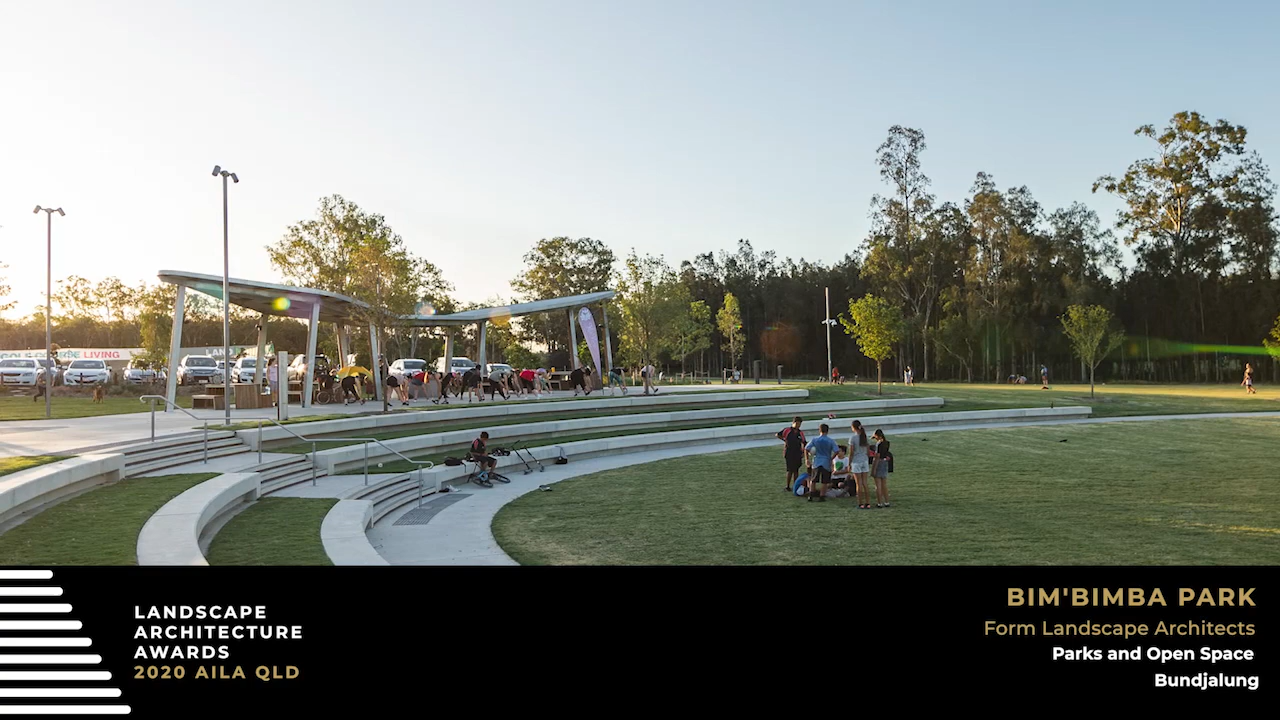 LIVING
LANDSCAPE
ARCHITECTURE
AWARDS
2020 AILA QLD
BIM'BIMBA PARK
Form Landscape Architects
Parks and Open Space
Bundjalung